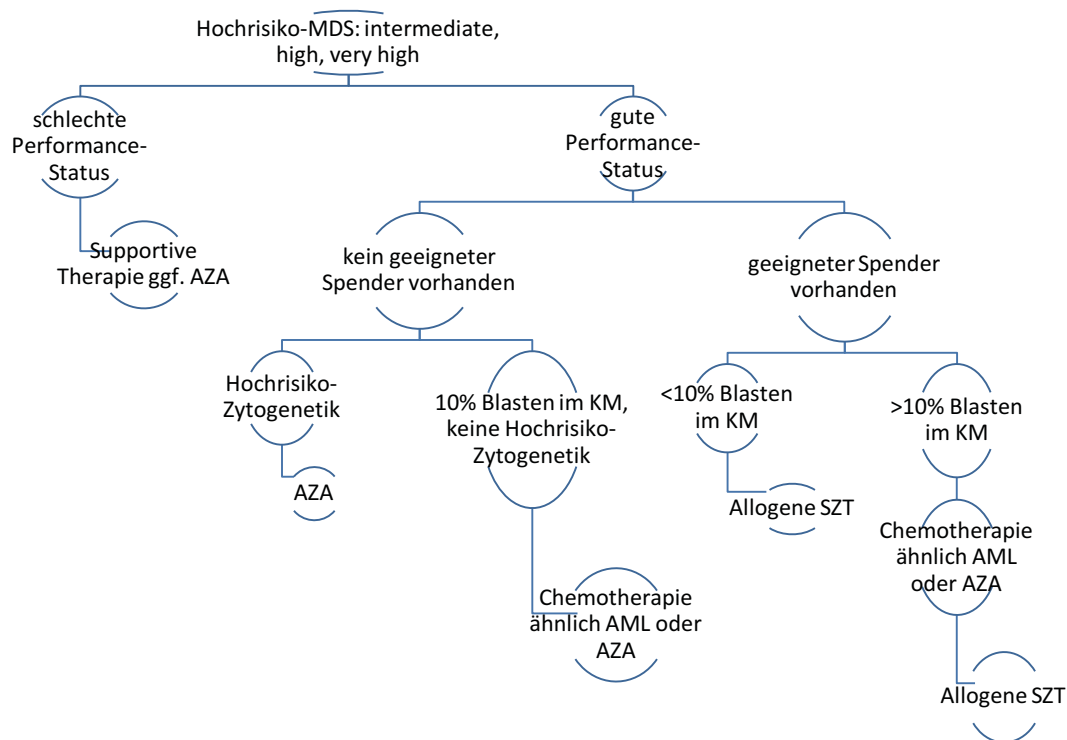 Hochrisiko-MDS: intermediate,
high, very high
schlechte
Performance-
Status
gute
Performance-
Status
Supportive
Therapie ggf. AZA
kein geeigneter
Spender vorhanden
geeigneter Spender
vorhanden
Hochrisiko-
Zytogenetik
10% Blasten im KM,
keine Hochrisiko-
Zytogenetik
<10% Blasten
im KM
>10% Blasten
im KM
AZA
Allogene SZT
Chemotherapie
ähnlich AML
oder AZA
Chemotherapie
ähnlich AML oder
AZA
Allogene SZT